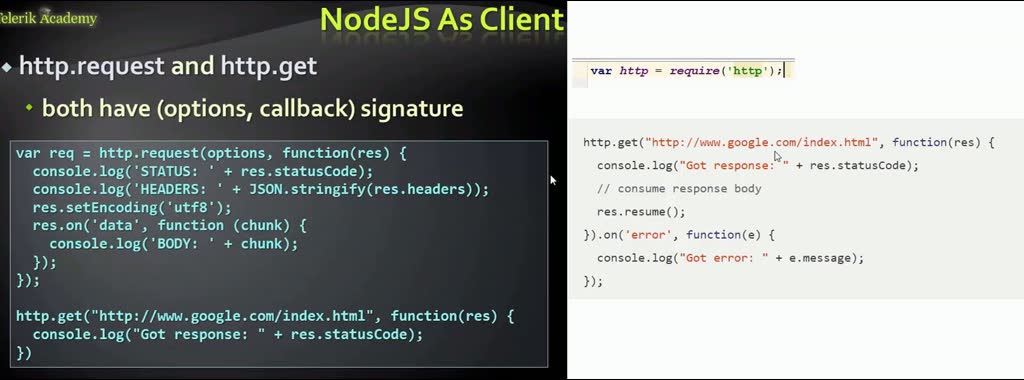 elerik Academy
NodeJS As Client
http.request and http.get
both have (options, callback) signature
var req = http.request(options, function(res) {
console.log('STATUS: ' + res.statusCode);
console.log('HEADERS: ' + JSON.stringify(res.headers));
res.setEncoding('utf8');
res.on('data', function (chunk) {
console.log('BODY: ' + chunk);
});
});
http.get("http://www.google.com/index.html", function(res) {
console.log("Got response: " + res.statusCode);
})
var http = require('http');
http.get("http://www.google.com/index.html", function(res) {
console.log("Got response: " + res.statusCode);
// consume response body
res.resume();
}).on('error', function(e) {
console.log("Got error: " + e.message);
});